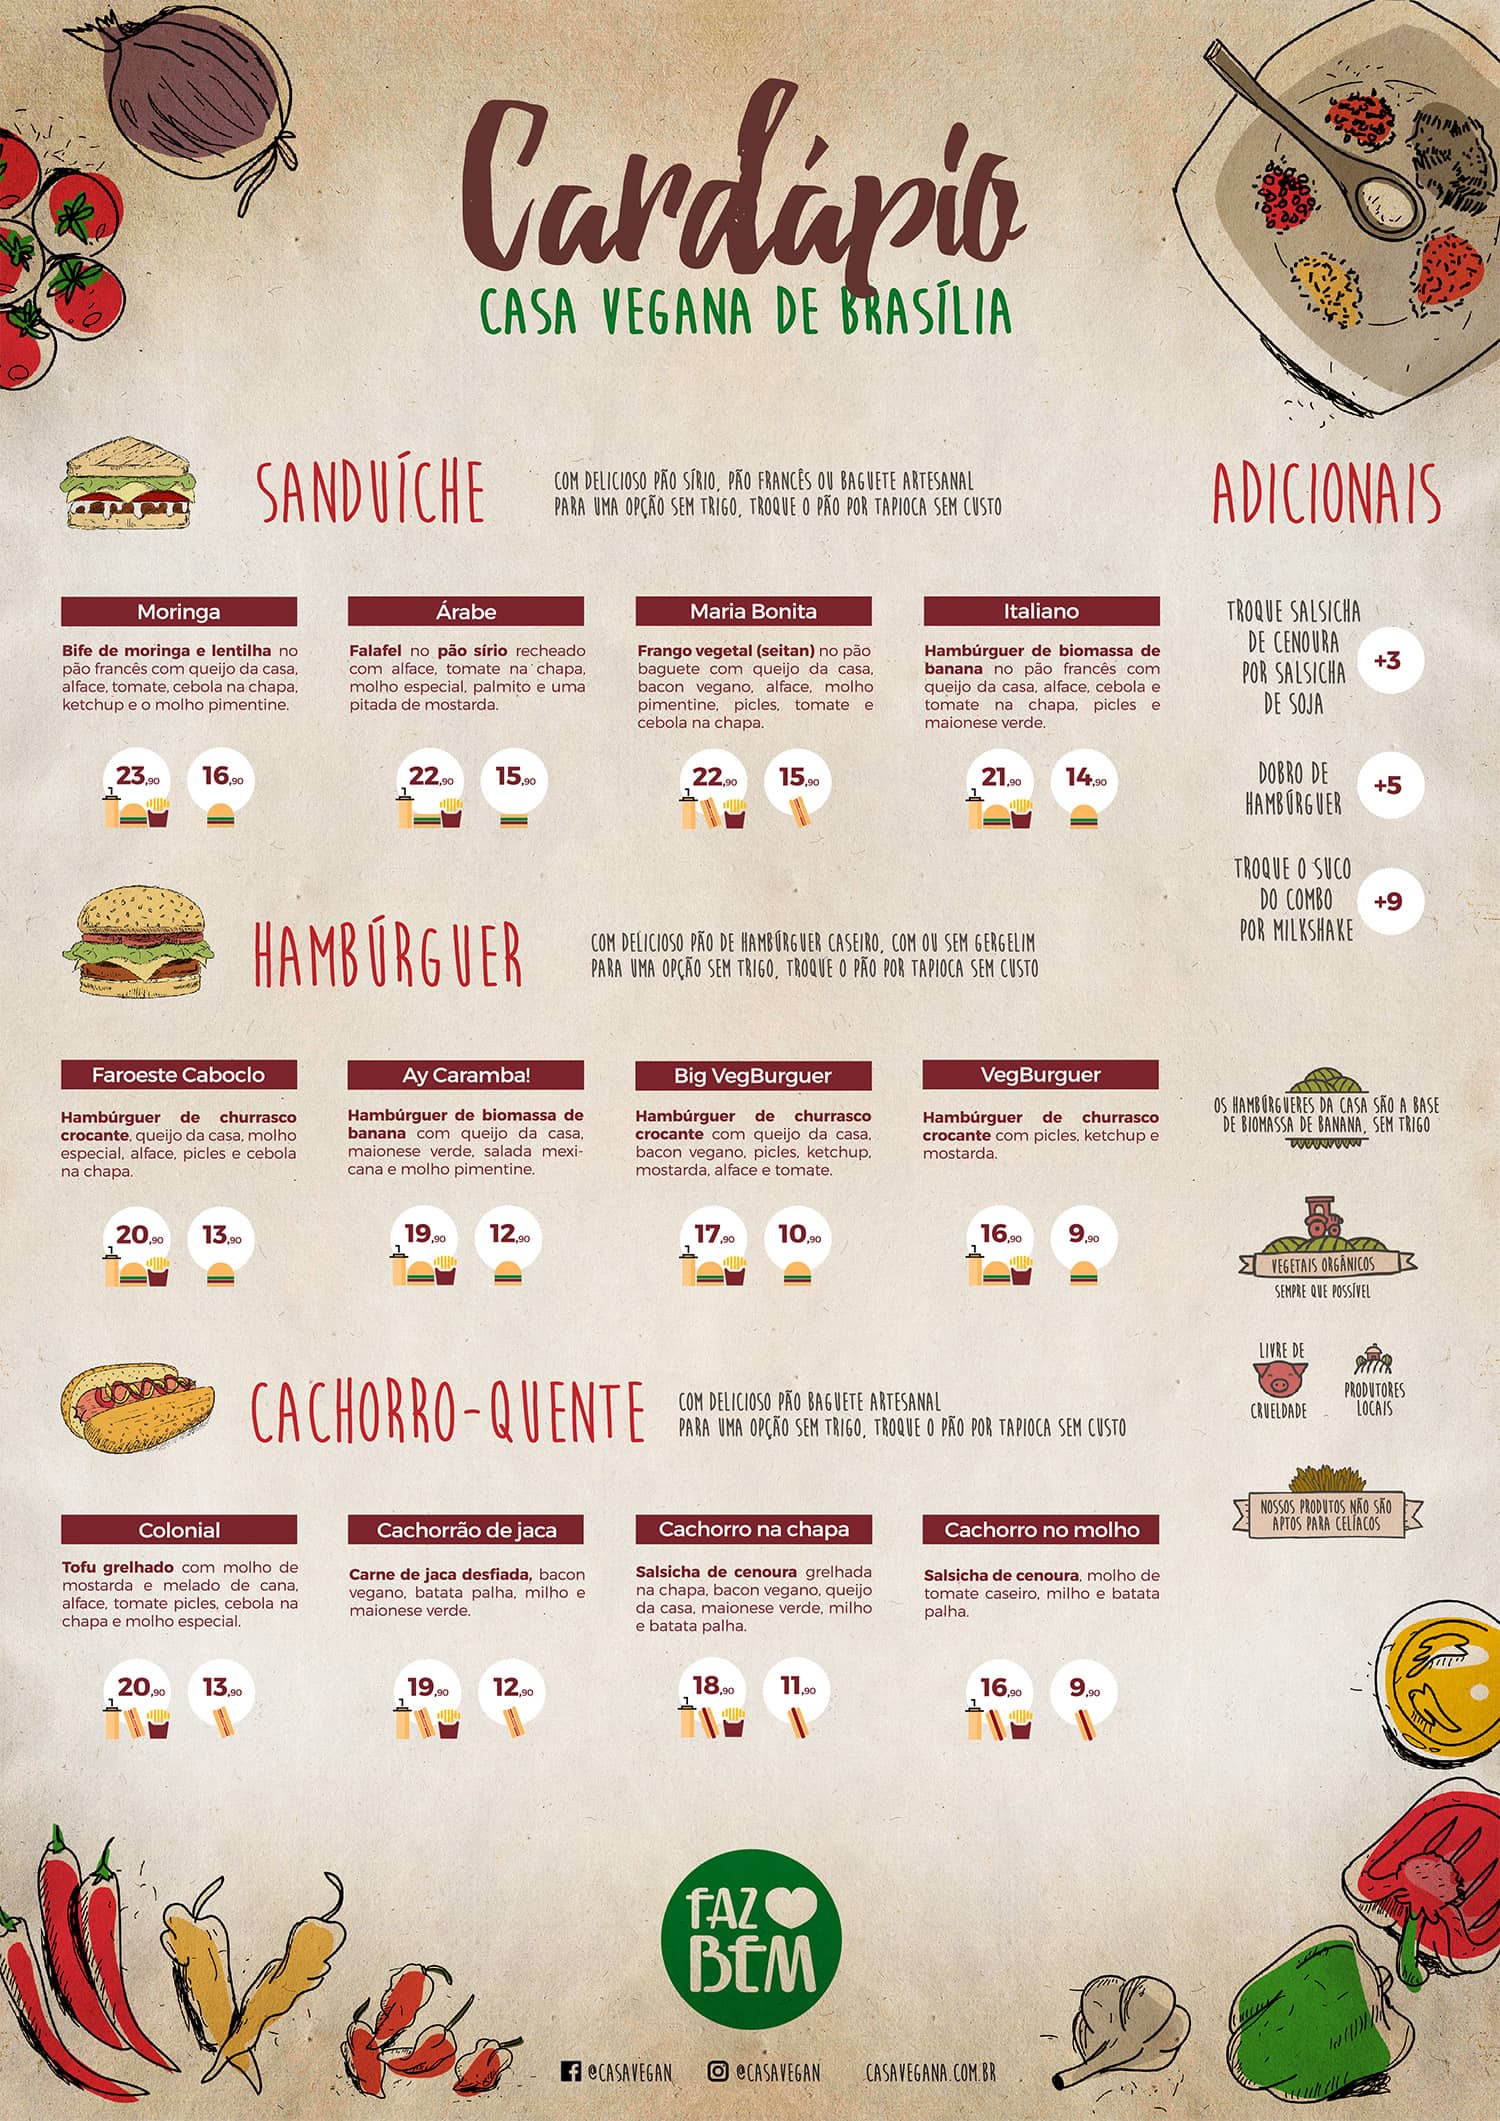 Cardápio
CASA VEGANA DE BRASÍLIA
SANDUÍCHE
COM DELICIOSO PÃO SÍRIO, PÃO FRANCÊS OU BAGUETE ARTESANAL
PARA UMA OPÇÃO SEM TRIGO, TROQUE O PÃO POR TAPIOCA SEM CUSTO
Moringa
Bife de moringa e lentilha no
pão francês com queijo da casa,
alface, tomate, cebola na chapa,
ketchup e o molho pimentine.
23,90 16,90
Árabe
Falafel no pão sírio recheado
com alface, tomate na chapa,
molho especial, palmito e uma
pitada de mostarda.
22,90 15,90
Maria Bonita
Frango vegetal (seitan) no pão
baguete com queijo da casa,
bacon vegano, alface, molho
pimentine, picles, tomate e
cebola na chapa.
22,90 15,90
Italiano
Hambúrguer de biomassa de
banana no pão francês com
queijo da casa, alface, cebola e
tomate na chapa, picles e
maionese verde.
21,90 14,90
ADICIONAIS
TROQUE SALSICHA
DE CENOURA
POR SALSICHA
DE SOJA
+3
DOBRO DE
HAMBÚRGUER
+5
TROQUE O SUCO
DO COMBO
POR MILKSHAKE
+9
HAMBÚRGUER
COM DELICIOSO PÃO DE HAMBÚRGUER CASEIRO, COM OU SEM GERGELIM
PARA UMA OPÇÃO SEM TRIGO, TROQUE O PÃO POR TAPIOCA SEM CUSTO
Faroeste Caboclo
Hambúrguer de churrasco
crocante, queijo da casa, molho
especial, alface, picles e cebola
na chapa.
20,90 13,90
Ay Caramba!
Hambúrguer de biomassa de
banana com queijo da casa,
maionese verde, salada mexi-
cana e molho pimentine.
19,90 12,90
Big VegBurguer
Hambúrguer de churrasco
crocante com queijo da casa,
bacon vegano, picles, ketchup,
mostarda, alface e tomate.
17,90 10,90
VegBurguer
Hambúrguer de churrasco
crocante com picles, ketchup e
mostarda.
16,90 9,90
OS HAMBÚRGUERES DA CASA SÃO A BASE
DE BIOMASSA DE BANANA, SEM TRIGO
VEGETAIS ORGÂNICOS
SEMPRE QUE POSSÍVEL
LIVRE DE
CRUELDADE
PRODUTORES
LOCAIS
NOSSOS PRODUTOS NÃO SÃO
APTOS PARA CELÍACOS
CACHORRO-QUENTE
COM DELICIOSO PÃO BAGUETE ARTESANAL
PARA UMA OPÇÃO SEM TRIGO, TROQUE O PÃO POR TAPIOCA SEM CUSTO
Colonial
Tofu grelhado com molho de
mostarda e melado de cana,
alface, tomate picles, cebola na
chapa e molho especial.
20,90 13,90
Cachorrão de jaca
Carne de jaca desfiada, bacon
vegano, batata palha, milho e
maionese verde.
19,90 12,90
Cachorro na chapa
Salsicha de cenoura grelhada
na chapa, bacon vegano, queijo
da casa, maionese verde, milho
e batata palha.
18,90 11,90
Cachorro no molho
Salsicha de cenoura, molho de
tomate caseiro, milho e batata
palha.
16,90 9,90
FAZ
BEM
@CASAVEGAN @CASAVEGAN CASAVEGANA.COM.BR